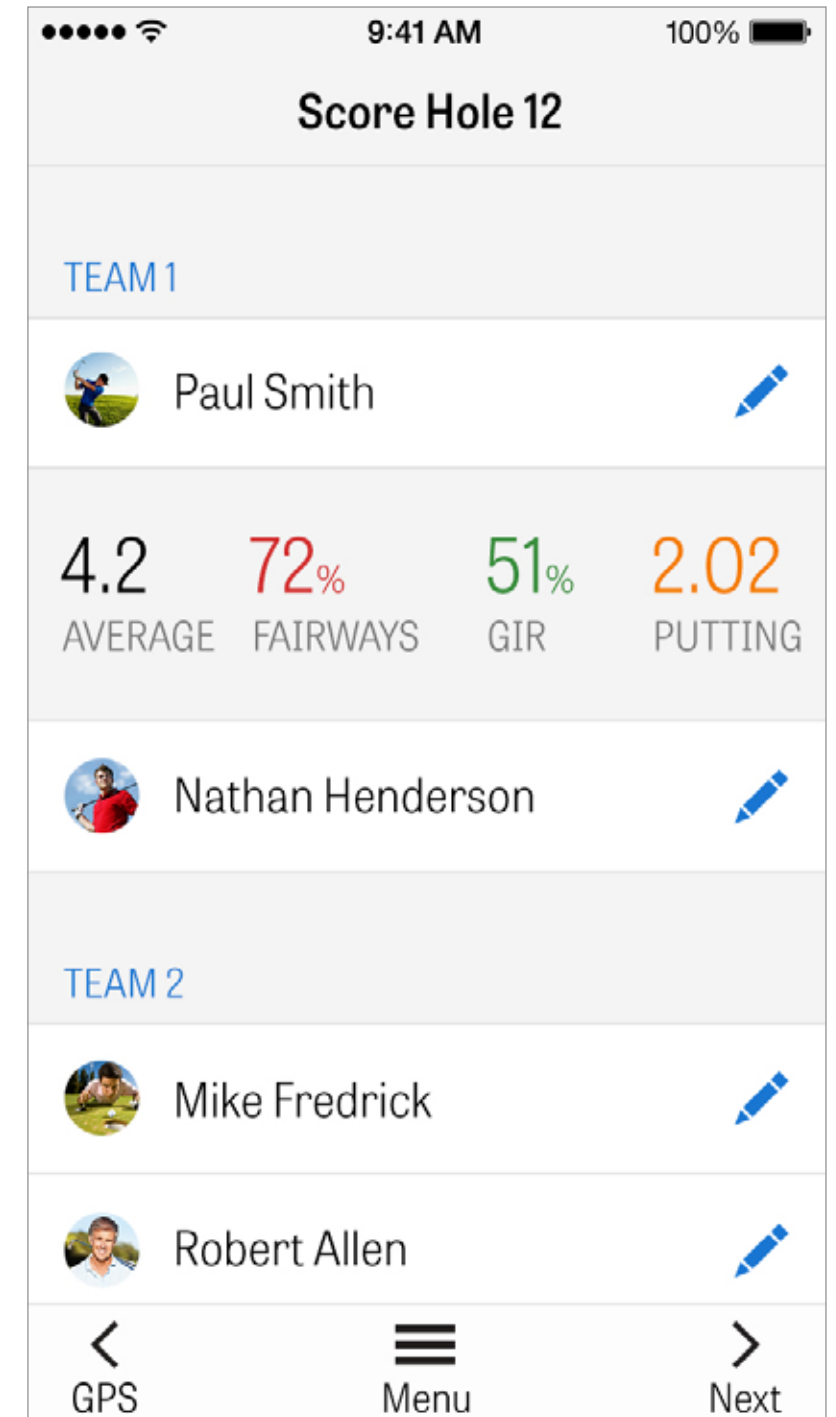 9:41 AM 100%
Score Hole 12
TEAM 1
Paul Smith
4.2 72% 51% 2.02
AVERAGE FAIRWAYS GIR PUTTING
Nathan Henderson
TEAM 2
Mike Fredrick
Robert Allen
GPS Menu Next